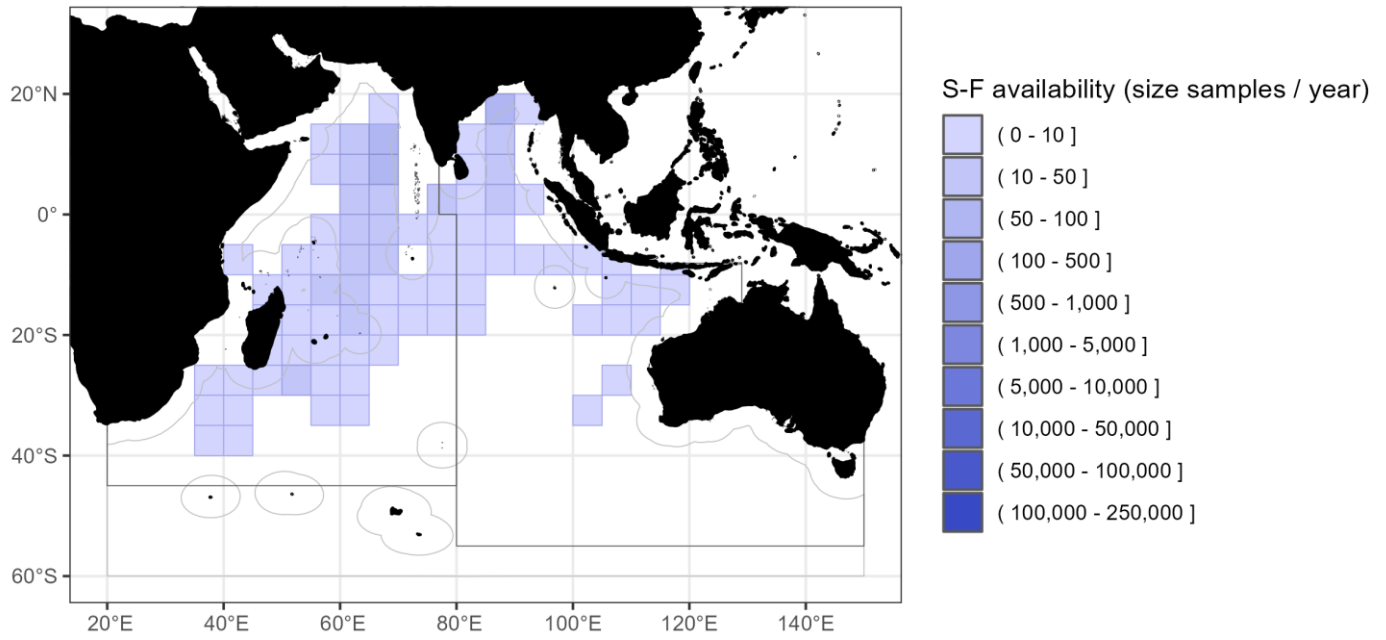 S-F availability (size samples / year)
( 0 - 10 ]
( 10 - 50 ]
( 50 - 100 ]
( 100 - 500 ]
( 500 - 1,000 ]
( 1,000 - 5,000 ]
( 5,000 - 10,000 ]
( 10,000 - 50,000 ]
( 50,000 - 100,000 ]
( 100,000 - 250,000 ]
20°N
0°
20°S
40°S
60°S
20°E 40°E 60°E 80°E 100°E 120°E 140°E